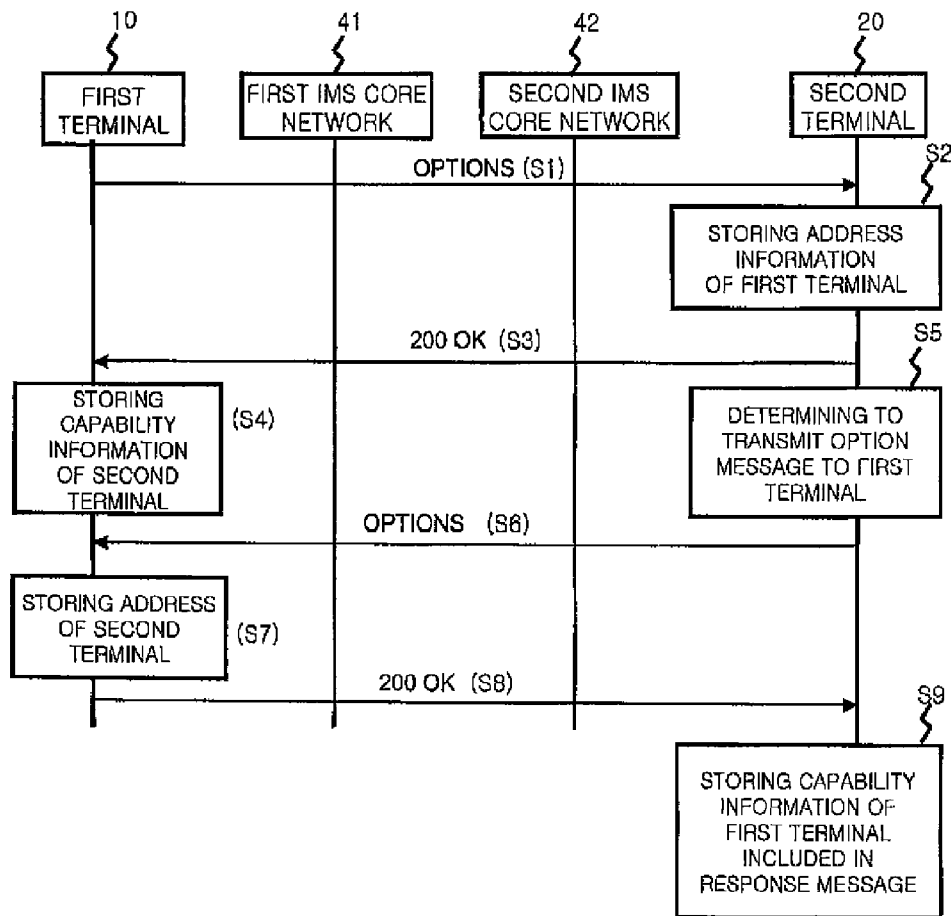 10
41
42
20
FIRST
TERMINAL
FIRST IMS CORE
NETWORK
SECOND IMS
CORE NETWORK
SECOND
TERMINAL
OPTIONS (S1)
S2
STORING ADDRESS
INFORMATION
OF FIRST TERMINAL
200 OK (S3)
S5
STORING
CAPABILITY
INFORMATION
OF SECOND
TERMINAL
(S4)
DETERMINING TO
TRANSMIT OPTION
MESSAGE TO FIRST
TERMINAL
OPTIONS (S6)
STORING ADDRESS
OF SECOND
TERMINAL
(S7)
200 OK (S8)
S9
STORING CAPABILITY
INFORMATION OF
FIRST TERMINAL
INCLUDED IN
RESPONSE MESSAGE